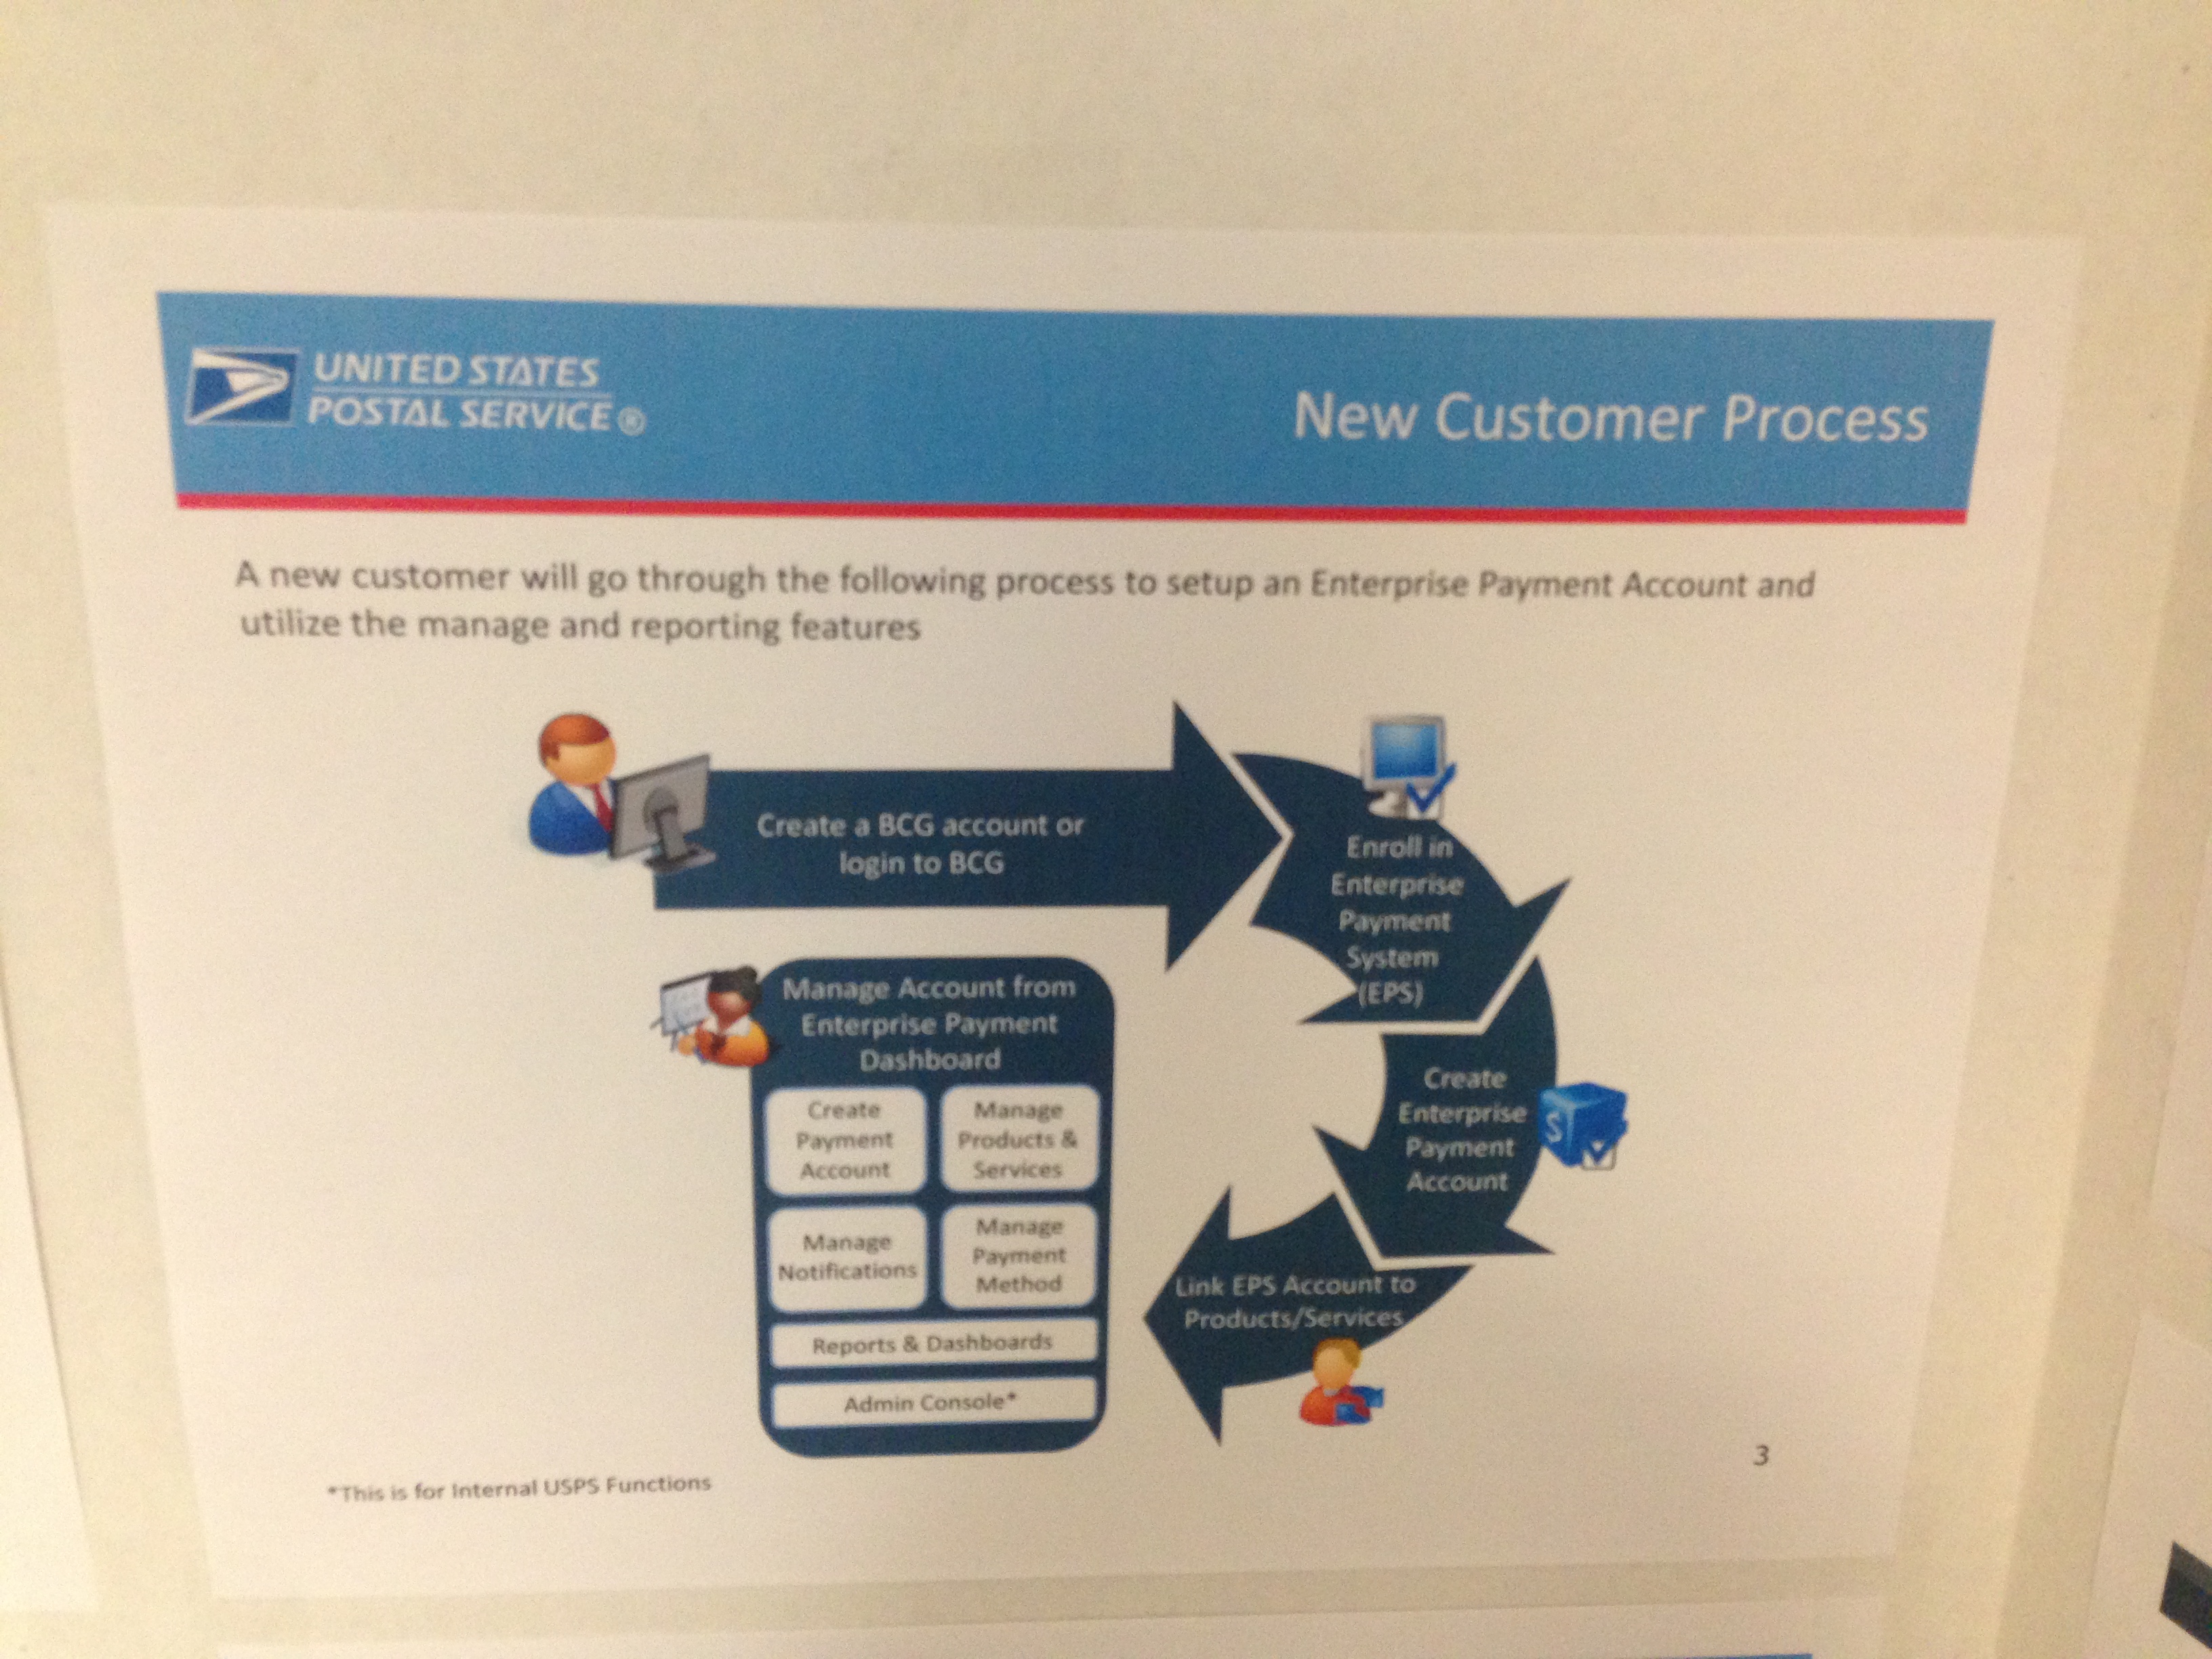 UNITED STATES
POSTAL SERVICE ®
New Customer Process
A new customer will go through the following process to setup an Enterprise Payment Account and
utilize the manage and reporting features
Create a BCG account or
login to BCG
Enroll in
Enterprise
Payment
System
(EPS)
Create
Enterprise
Payment
Account
$
Link EPS Account to
Products/Services
Manage Account from
Enterprise Payment
Dashboard
Create
Payment
Account
Manage
Products &
Services
Manage
Notifications
Manage
Payment
Method
Reports & Dashboards
Admin Console*
3
*This is for Internal USPS Functions